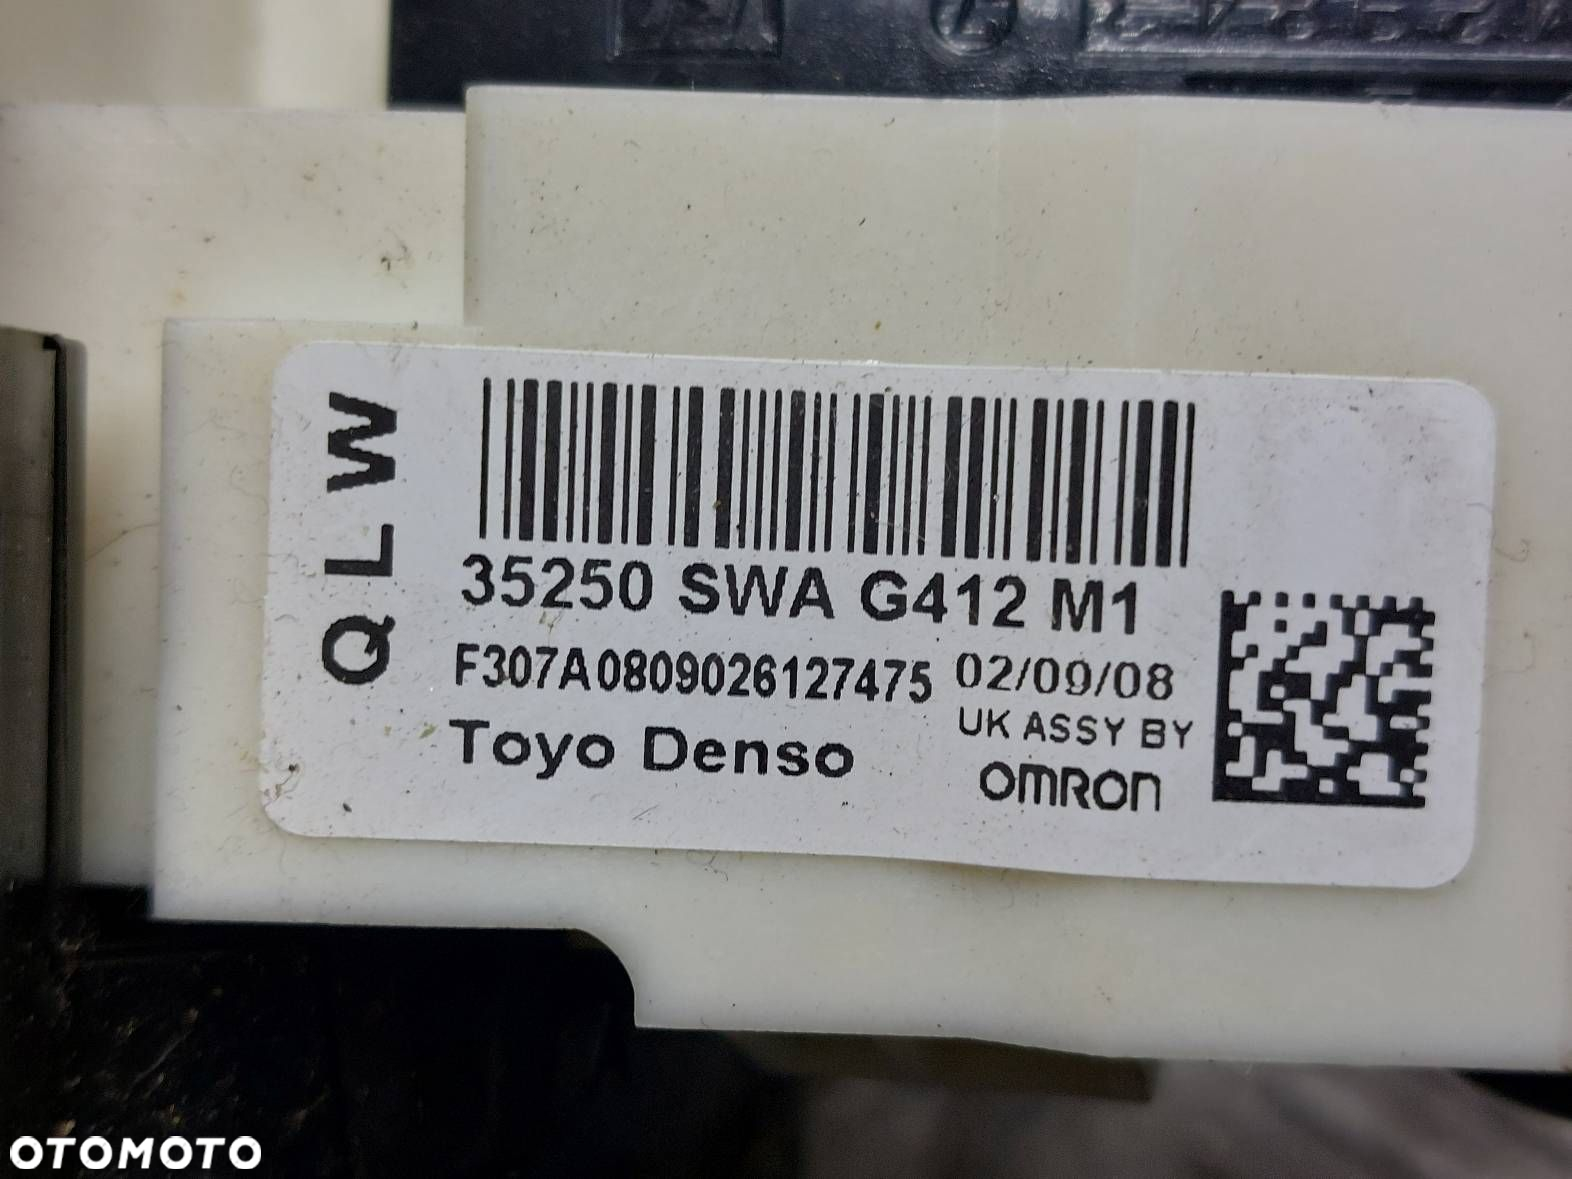 QLW
35250 SWA G412 M1
F307A0809026127475 02/09/08
UK ASSY BY
Toyo Denso
OMRON
OTOMOTO